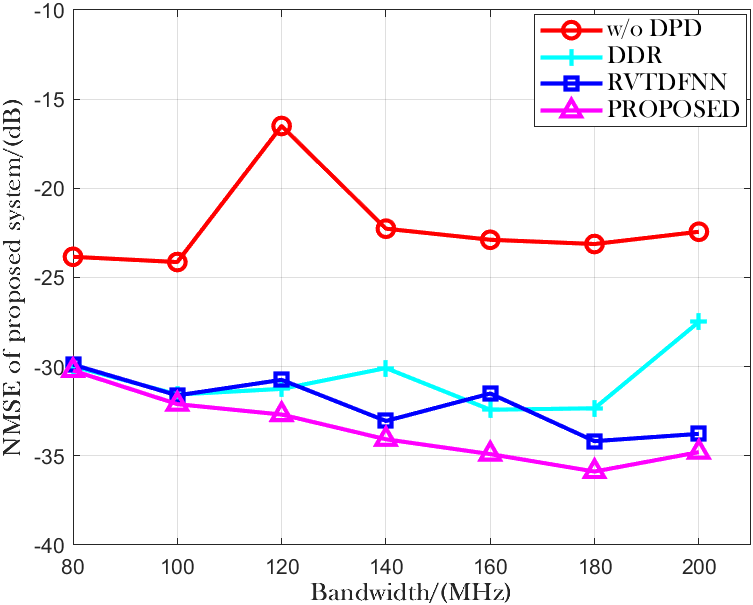 w/o DPD
DDR
RVTDFNN
PROPOSED
NMSE of proposed system/(dB)
-10
-15
-20
-25
-30
-35
-40
80 100 120 140 160 180 200
Bandwidth/(MHz)